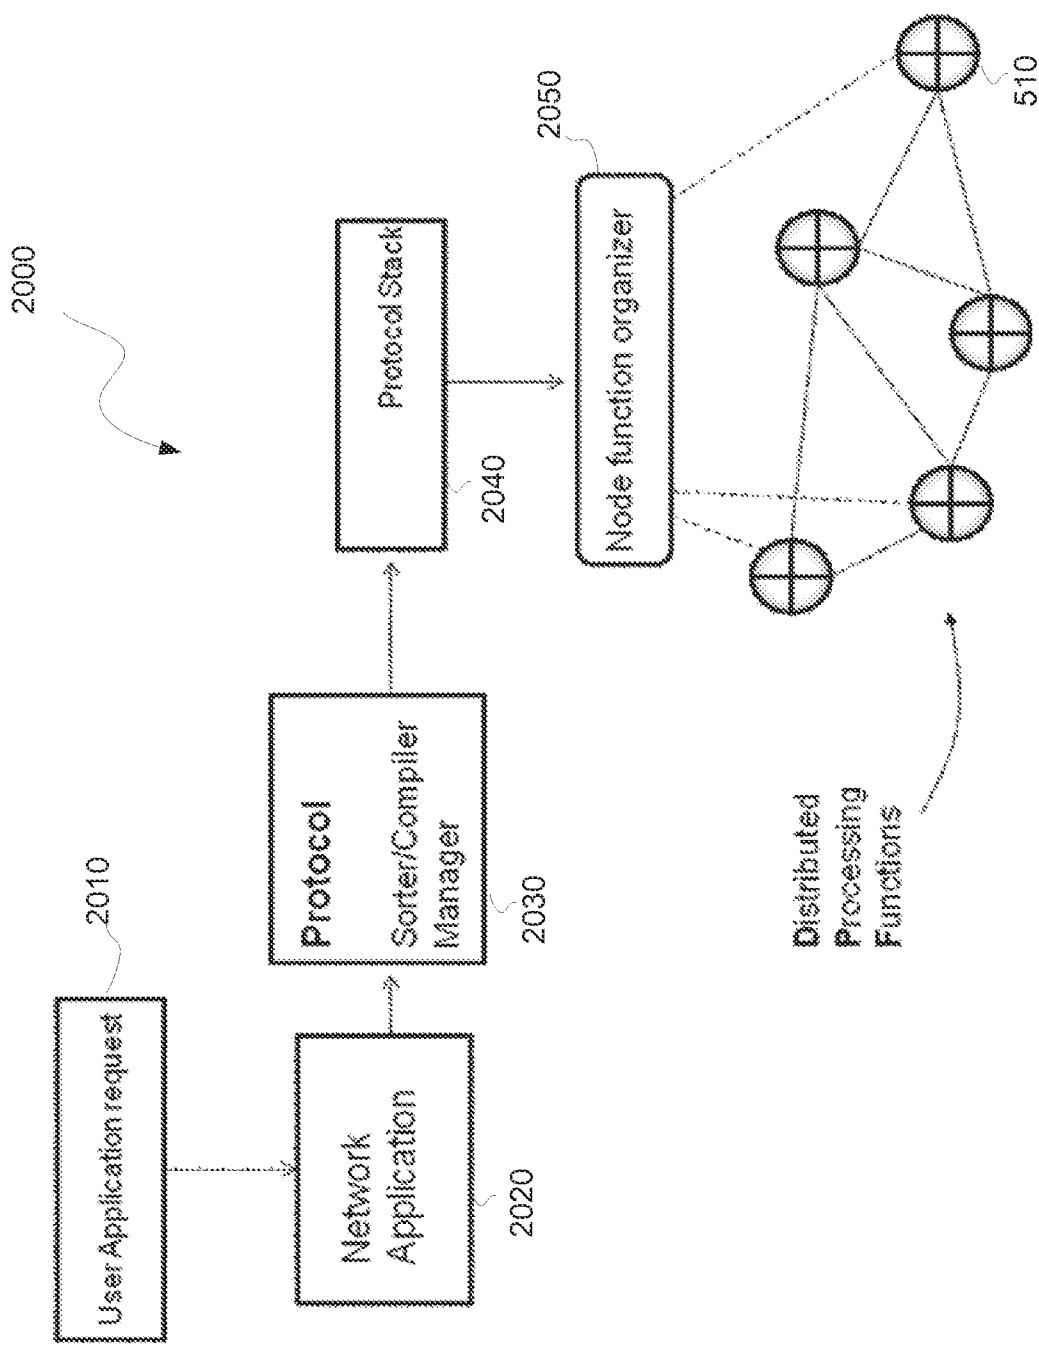 2000
User Application request
2010
Network
Application
2020
Protocol
Sorter/Compiler
Manager
2030
Protocol Stack
2040
2050
Node function organizer
Distributed
Processing
Functions
510